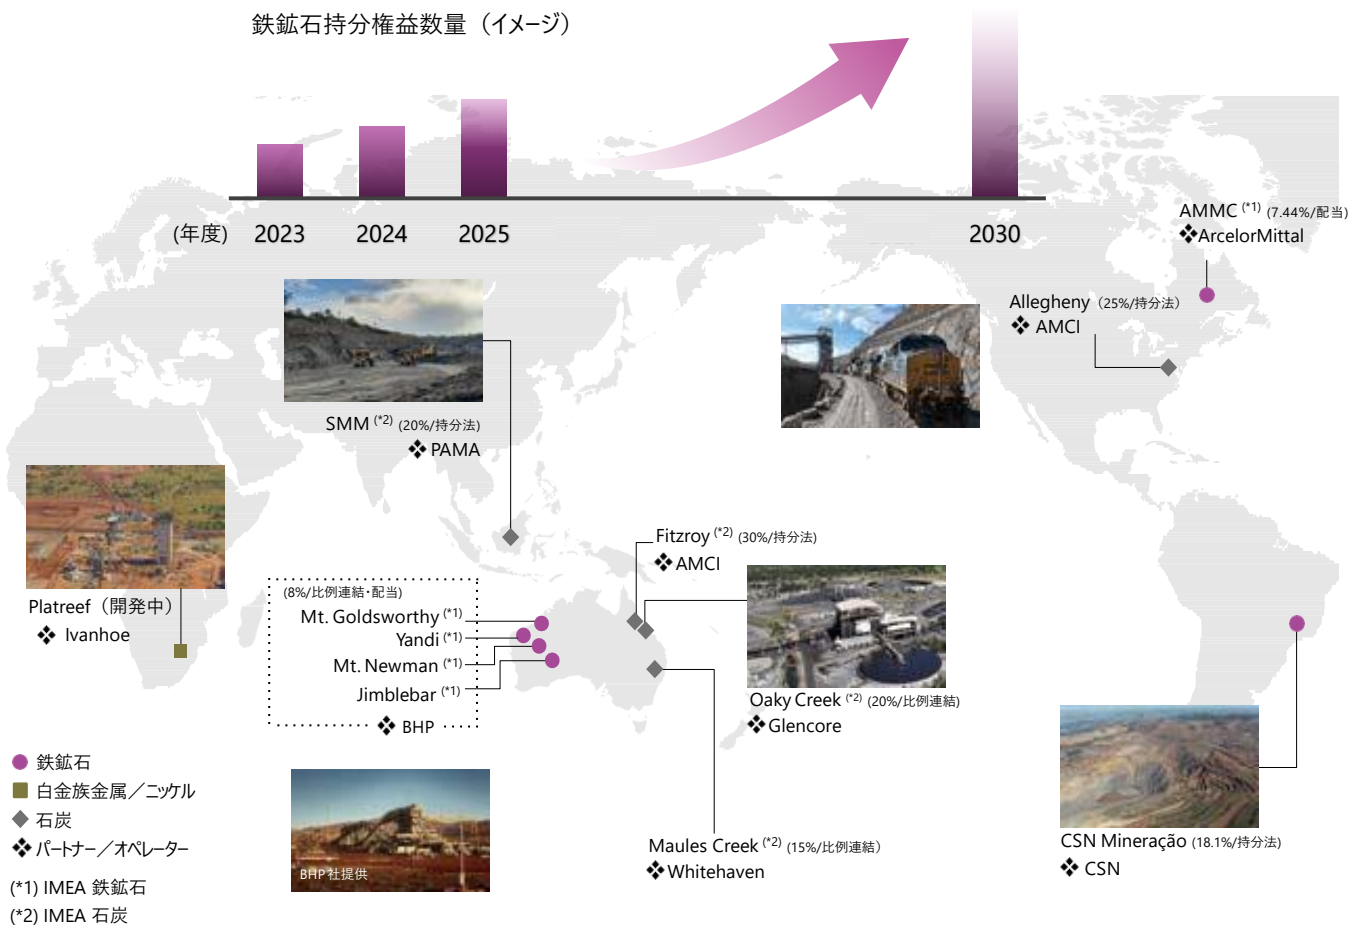 鉄鉱石持分権益数量（イメージ）
(年度) 2023 2024 2025 2030
AMMC (*1) (7.44%/配当)
❖ArcelorMittal
Allegheny（25%/持分法）
❖ AMCI
SMM (*2) (20%/持分法)
❖ PAMA
Platreef（開発中）
❖ Ivanhoe
Fitzroy (*2) (30%/持分法)
❖ AMCI
(8%/比例連結・配当)
Mt. Goldsworthy (*1)
Yandi (*1)
Mt. Newman (*1)
Jimblebar (*1)
❖ BHP
Oaky Creek (*2) (20%/比例連結)
❖ Glencore
Maules Creek (*2) (15%/比例連結）
❖ Whitehaven
CSN Mineração (18.1%/持分法)
❖ CSN
BHP社提供
鉄鉱石
白金族金属／ニッケル
石炭
❖ パートナー／オペレーター
(*1) IMEA 鉄鉱石
(*2) IMEA 石炭